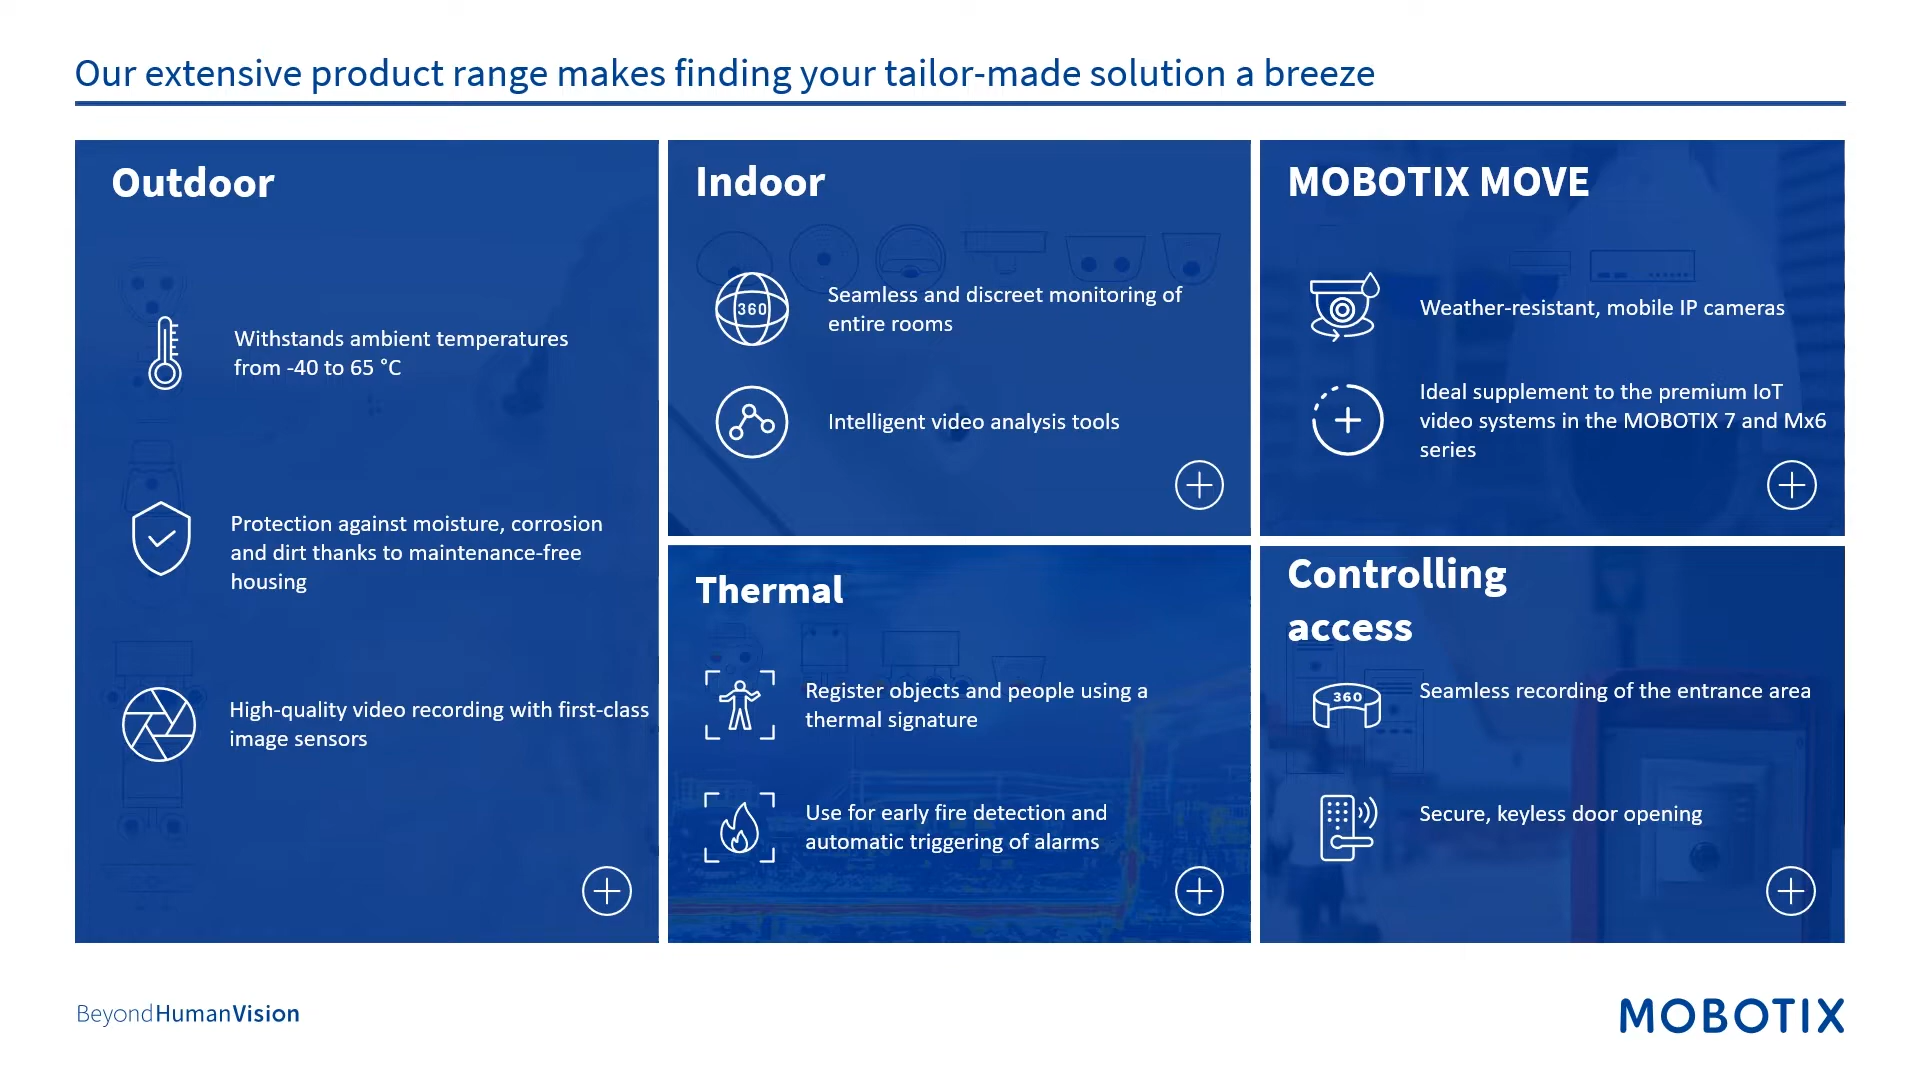 Our extensive product range makes finding your tailor-made solution a breeze
Outdoor
Withstands ambient temperatures
from -40 to 65 °C
Protection against moisture, corrosion
and dirt thanks to maintenance-free
housing
High-quality video recording with first-class
image sensors
Indoor
360
Seamless and discreet monitoring of
entire rooms
Intelligent video analysis tools
MOBOTIX MOVE
Weather-resistant, mobile IP cameras
Ideal supplement to the premium IoT
video systems in the MOBOTIX 7 and Mx6
series
Thermal
Register objects and people using a
thermal signature
Use for early fire detection and
automatic triggering of alarms
Controlling
access
360
Seamless recording of the entrance area
Secure, keyless door opening
BeyondHumanVision
MOBOTIX